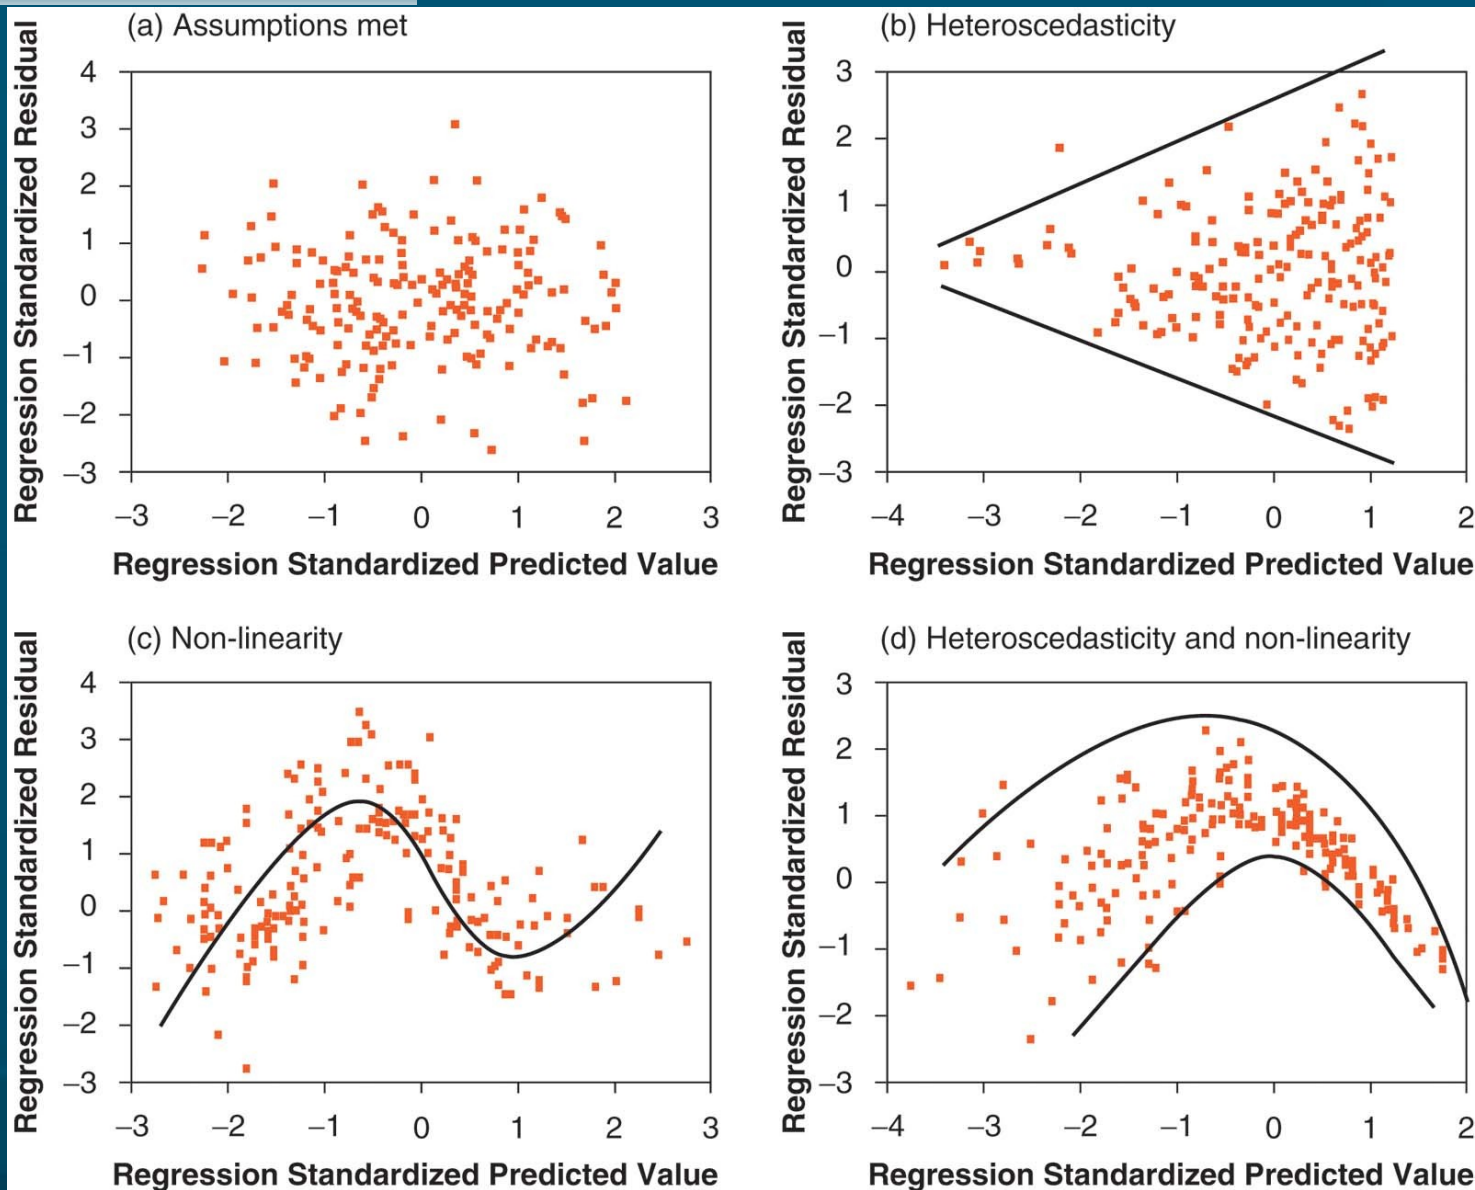 (a) Assumptions met
Regression Standardized Residual
4
3
2
1
0
−1
−2
−3
−3 −2 −1 0 1 2 3
Regression Standardized Predicted Value
(b) Heteroscedasticity
Regression Standardized Residual
3
2
1
0
−1
−2
−3
−4 −3 −2 −1 0 1 2
Regression Standardized Predicted Value
(c) Non-linearity
Regression Standardized Residual
4
3
2
1
0
−1
−2
−3
−3 −2 −1 0 1 2 3
Regression Standardized Predicted Value
(d) Heteroscedasticity and non-linearity
Regression Standardized Residual
3
2
1
0
−1
−2
−3
−4 −3 −2 −1 0 1 2
Regression Standardized Predicted Value